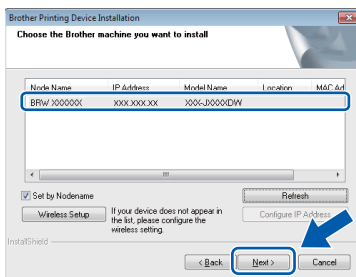 Brother Printing Device Installation
Choose the Brother machine you want to install
Node Name IP Address Model Name Location MAC Ad
BRW XXXXXX XXX.XXX.XX XXX-JXXXXDW
Set by Nodename
Refresh
Wireless Setup
If your device does not appear in
the list, please configure the
wireless setting.
Configure IP Address
InstallShield
< Back Next > Cancel